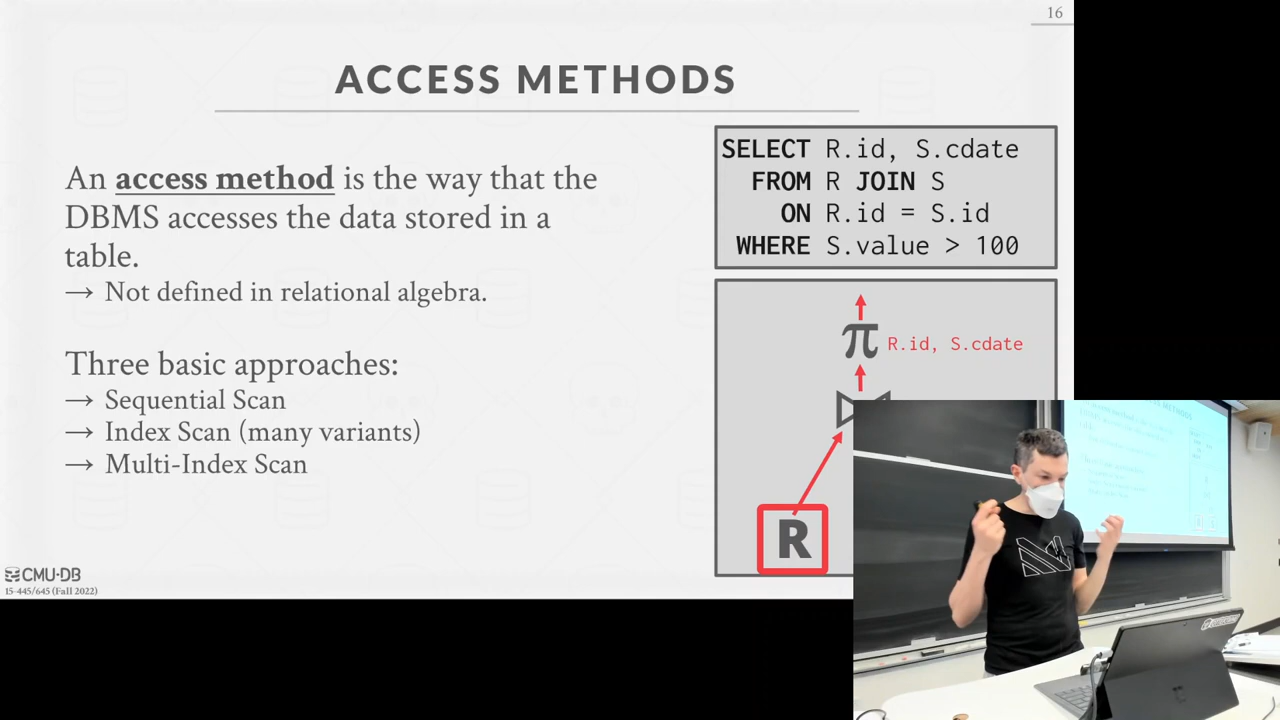 16
ACCESS METHODS
An access method is the way that the
DBMS accesses the data stored in a
table.
→ Not defined in relational algebra.
Three basic approaches:
→ Sequential Scan
→ Index Scan (many variants)
→ Multi-Index Scan
SELECT R.id, S.cdate
FROM R JOIN S
ON R.id = S.id
WHERE S.value > 100
π R.id, S.cdate
R
CMU·DB
15-445/645 (Fall 2022)